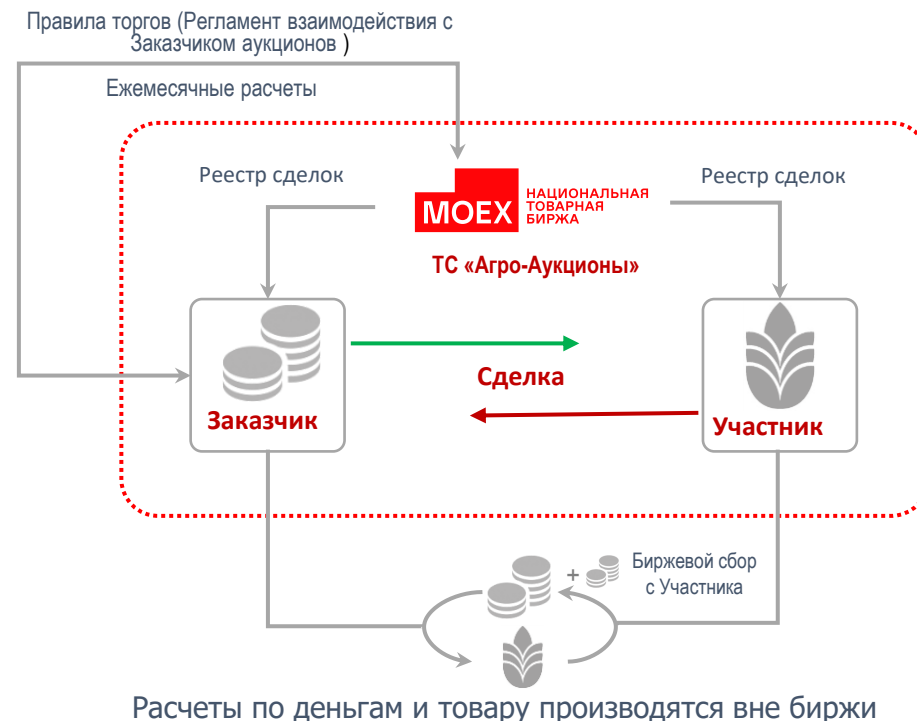 Правила торгов (Регламент взаимодействия с
Заказчиком аукционов )
Ежемесячные расчеты
Реестр сделок
MOEX
НАЦИОНАЛЬНАЯ
ТОВАРНАЯ
БИРЖА
Реестр сделок
ТС «Агро-Аукционы»
Сделка
Заказчик
Участник
+
Биржевой сбор
с Участника
Расчеты по деньгам и товару производятся вне биржи